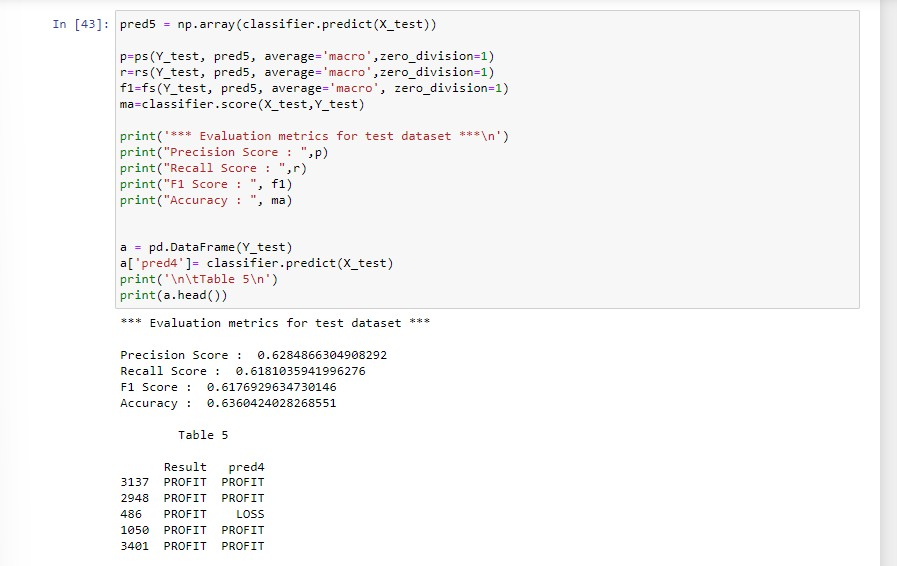 In [43]: pred5 = np.array(classifier.predict(X_test))
p=ps(Y_test, pred5, average='macro',zero_division=1)
r=rs(Y_test, pred5, average='macro',zero_division=1)
f1=fs(Y_test, pred5, average='macro', zero_division=1)
ma=classifier.score(X_test,Y_test)
print('*** Evaluation metrics for test dataset ***\n')
print("Precision Score : ",p)
print("Recall Score : ",r)
print("F1 Score : ", f1)
print("Accuracy : ", ma)
a = pd.DataFrame(Y_test)
a['pred4']= classifier.predict(X_test)
print('\n\tTable 5\n')
print(a.head())
*** Evaluation metrics for test dataset ***
Precision Score :  0.6284866304908292
Recall Score :  0.6181035941996276
F1 Score :  0.6176929634730146
Accuracy :  0.6360424028268551
Table 5
Result   pred4
3137  PROFIT  PROFIT
2948  PROFIT  PROFIT
486   PROFIT    LOSS
1050  PROFIT  PROFIT
3401  PROFIT  PROFIT